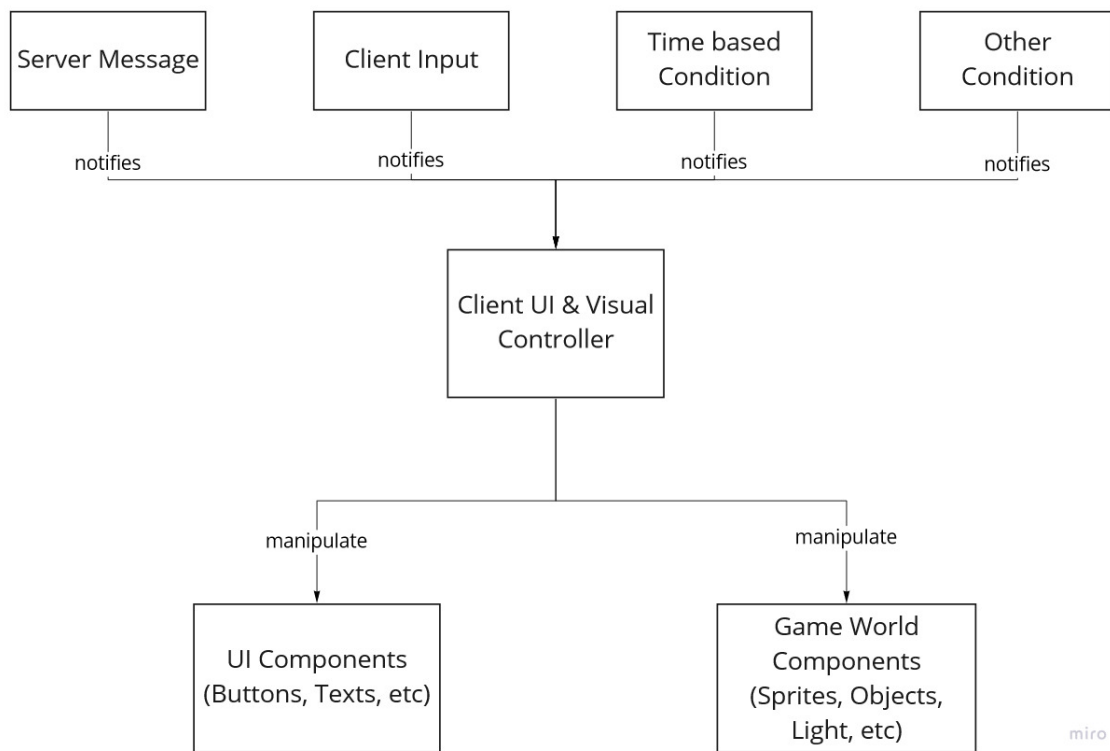 Server Message
Client Input
Time based
Condition
Other
Condition
notifies
notifies
notifies
notifies
Client UI & Visual
Controller
manipulate
manipulate
UI Components
(Buttons, Texts, etc)
Game World
Components
(Sprites, Objects,
Light, etc)
miro